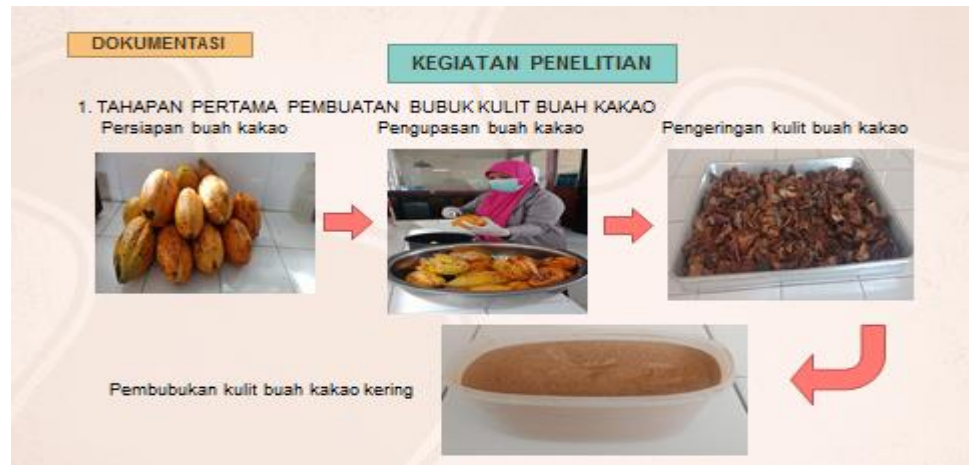 DOKUMENTASI
KEGIATAN PENELITIAN
1. TAHAPAN PERTAMA PEMBUATAN BUBUK KULIT BUAH KAKAO
Persiapan buah kakao
Pengupasan buah kakao
Pengeringan kulit buah kakao
Pembubukan kulit buah kakao kering